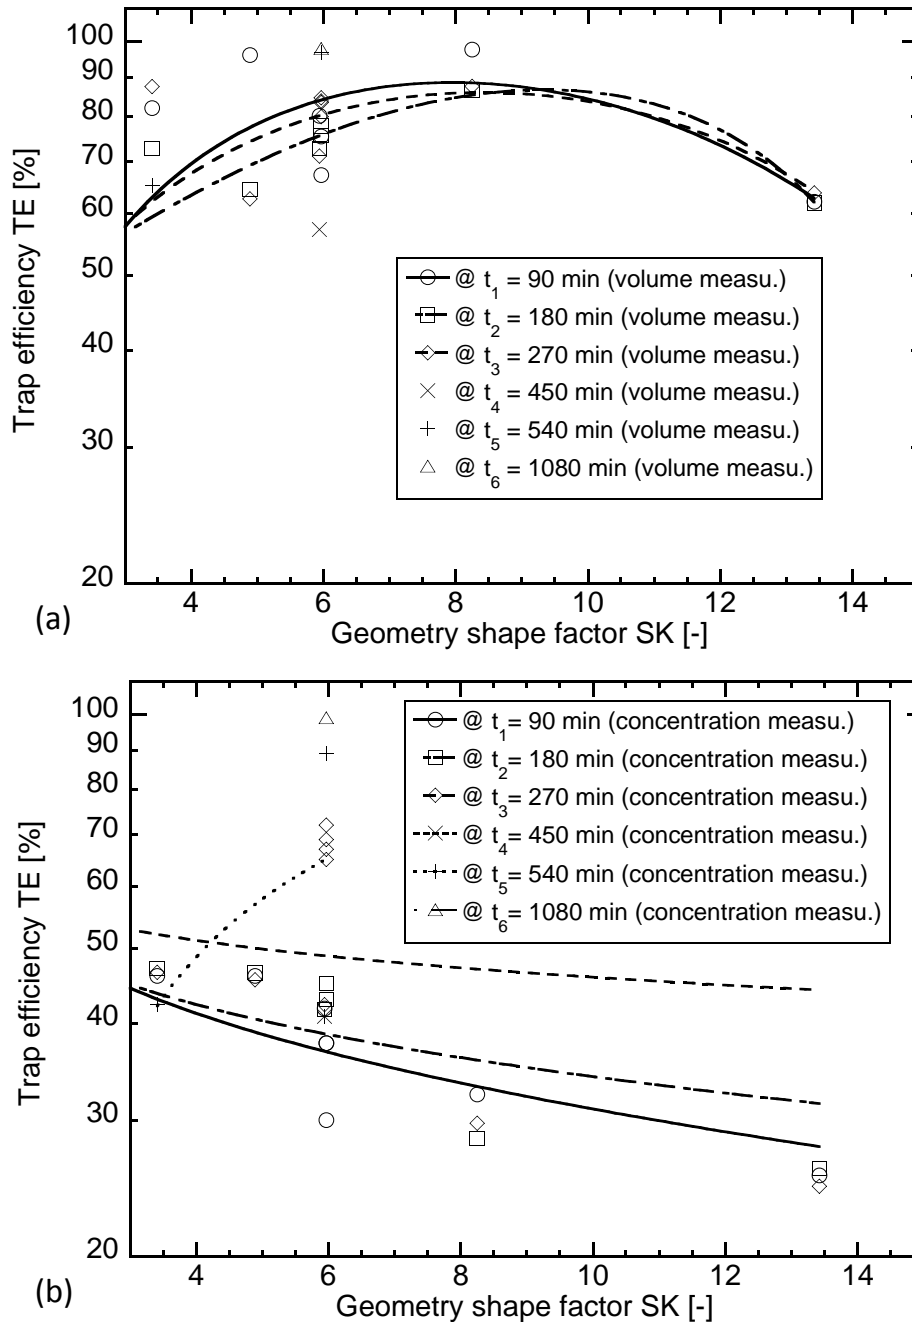 100
90
80
70
60
50
40
30
20
Trap efficiency TE [%]
@ t1 = 90 min (volume measu.)
@ t2 = 180 min (volume measu.)
@ t3 = 270 min (volume measu.)
@ t4 = 450 min (volume measu.)
@ t5 = 540 min (volume measu.)
@ t6 = 1080 min (volume measu.)
4 6 8 10 12 14
(a)
Geometry shape factor SK [-]
100
90
80
70
60
50
40
30
20
Trap efficiency TE [%]
@ t1= 90 min (concentration measu.)
@ t2= 180 min (concentration measu.)
@ t3= 270 min (concentration measu.)
@ t4= 450 min (concentration measu.)
@ t5= 540 min (concentration measu.)
@ t6= 1080 min (concentration measu.)
4 6 8 10 12 14
(b)
Geometry shape factor SK [-]